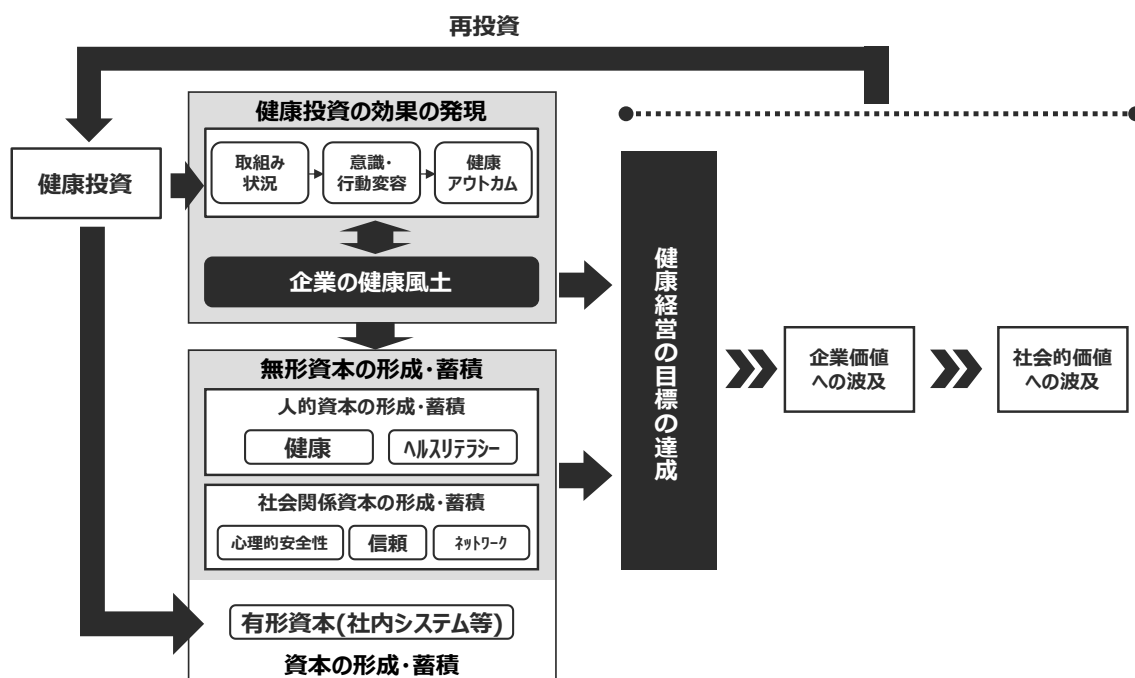 再投資
健康投資の効果の発現
取組み
状況
意識・
行動変容
健康
アウトカム
健康投資
企業の健康風土
無形資本の形成・蓄積
人的資本の形成・蓄積
健康
ヘルスリテラシー
社会関係資本の形成・蓄積
心理的安全性
信頼
ネットワーク
有形資本(社内システム等)
資本の形成・蓄積
健康経営の目標の達成
企業価値
への波及
社会的価値
への波及